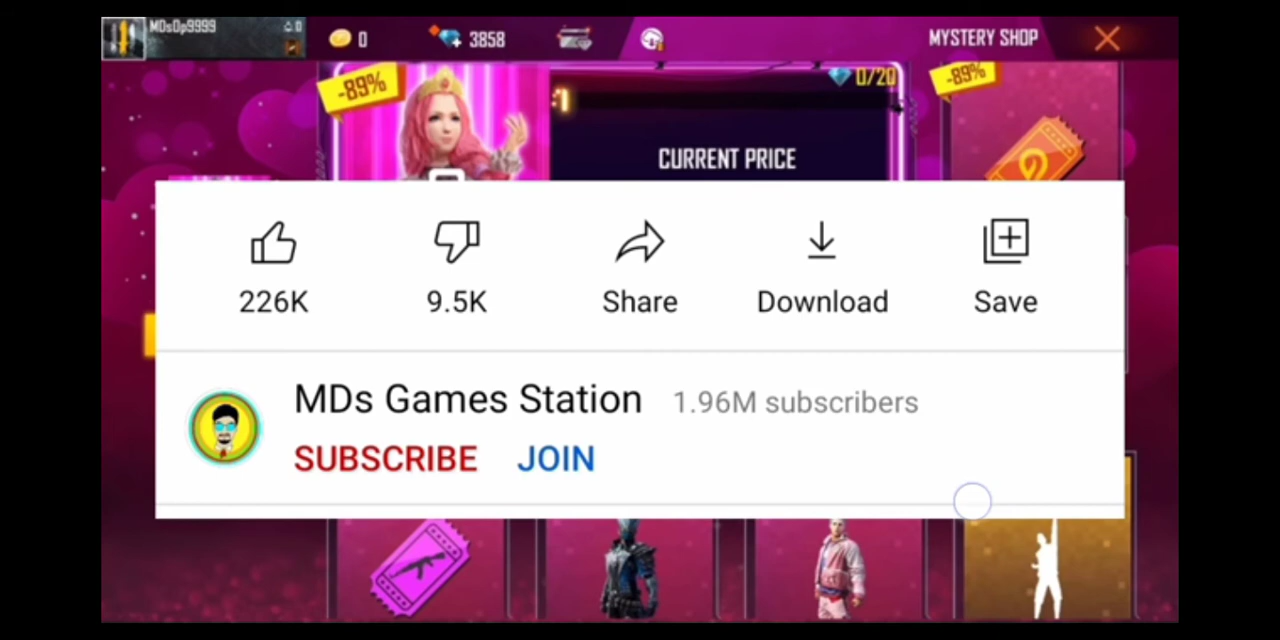 MDsOp9999
0
0
3858
MYSTERY SHOP
-89%
0/20
-89%
CURRENT PRICE
226K
9.5K
Share
Download
Save
MDs Games Station
1.96M subscribers
SUBSCRIBE
JOIN